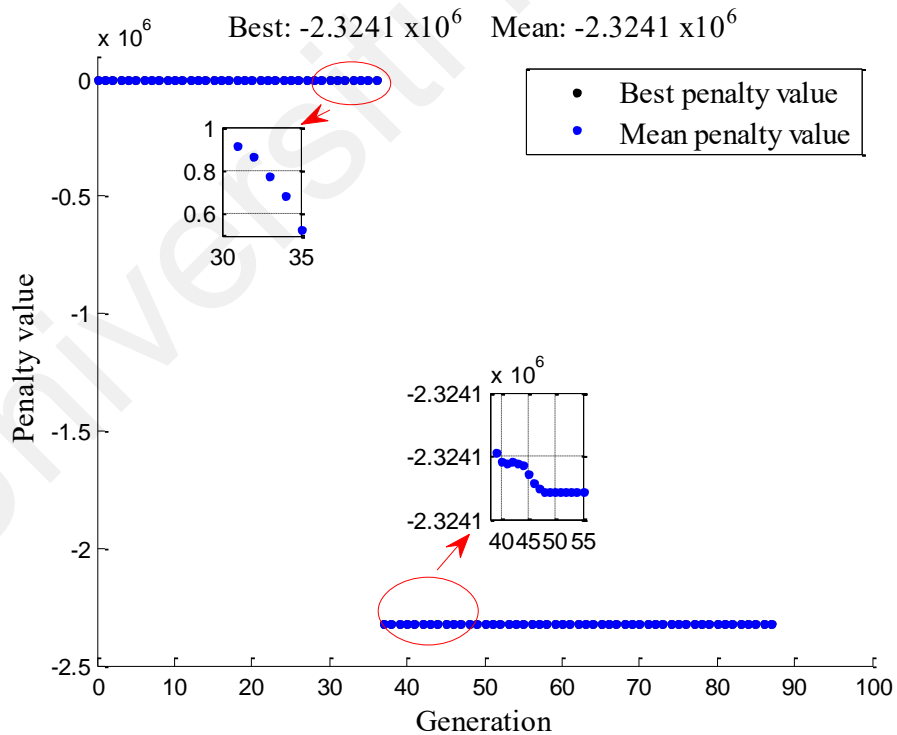 Best: -2.3241 x10^6 Mean: -2.3241 x10^6
x 10^6
0
-0.5
-1
-1.5
-2
-2.5
Penalty value
Best penalty value
Mean penalty value
1
0.8
0.6
30 35
x 10^6
-2.3241
-2.3241
-2.3241
40 45 50 55
0 10 20 30 40 50 60 70 80 90 100
Generation